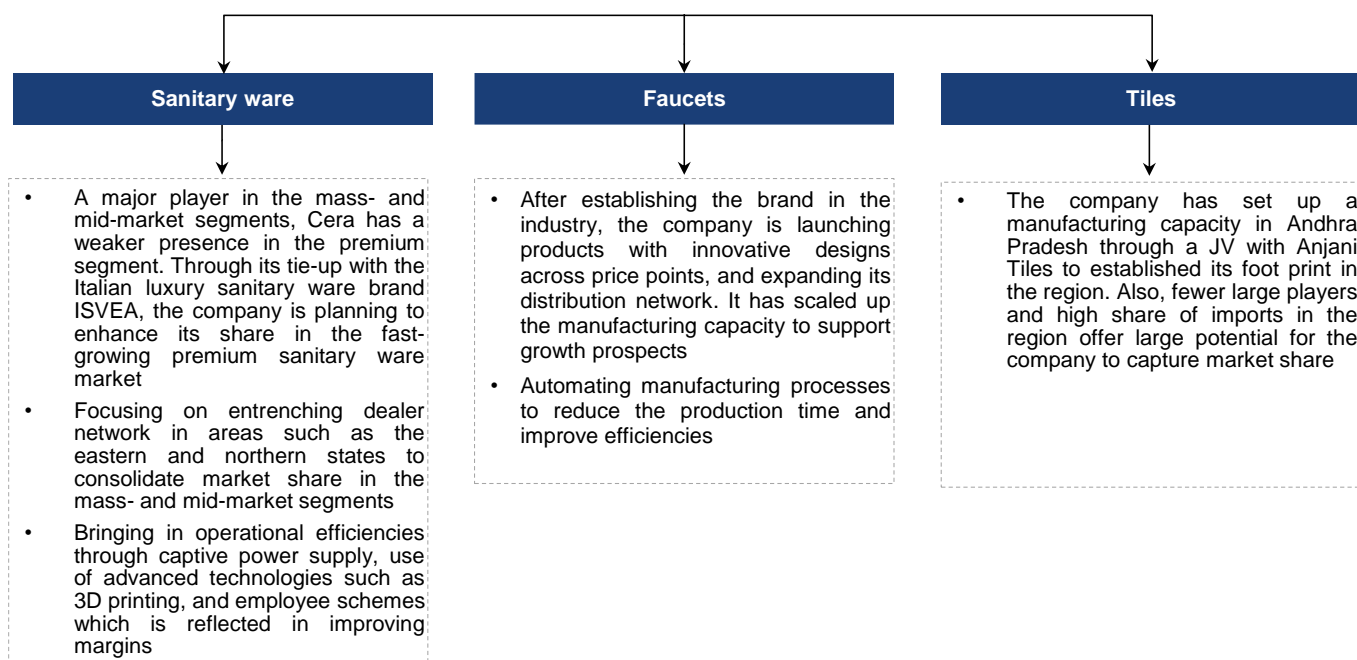 Sanitary ware
• A major player in the mass- and
mid-market segments, Cera has a
weaker presence in the premium
segment. Through its tie-up with the
Italian luxury sanitary ware brand
ISVEA, the company is planning to
enhance its share in the fast-
growing premium sanitary ware
market
• Focusing on entrenching dealer
network in areas such as the
eastern and northern states to
consolidate market share in the
mass- and mid-market segments
• Bringing in operational efficiencies
through captive power supply, use
of advanced technologies such as
3D printing, and employee schemes
which is reflected in improving
margins
Faucets
• After establishing the brand in the
industry, the company is launching
products with innovative designs
across price points, and expanding its
distribution network. It has scaled up
the manufacturing capacity to support
growth prospects
• Automating manufacturing processes
to reduce the production time and
improve efficiencies
Tiles
• The company has set up a
manufacturing capacity in Andhra
Pradesh through a JV with Anjani
Tiles to established its foot print in
the region. Also, fewer large players
and high share of imports in the
region offer large potential for the
company to capture market share